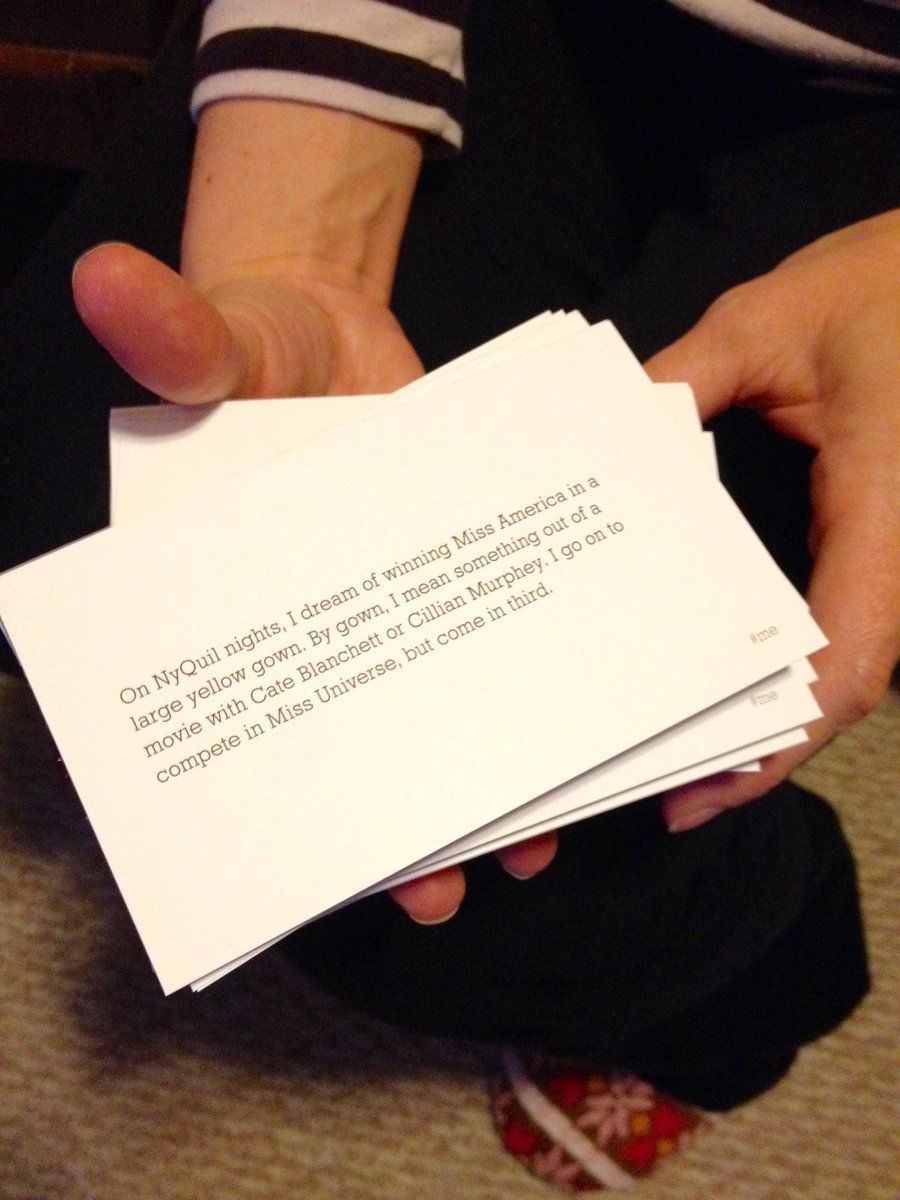 On NyQuil nights, I dream of winning Miss America in a
large yellow gown. By gown, I mean something out of a
movie with Cate Blanchett or Cillian Murphey. I go on to
compete in Miss Universe, but come in third.
#me
#me